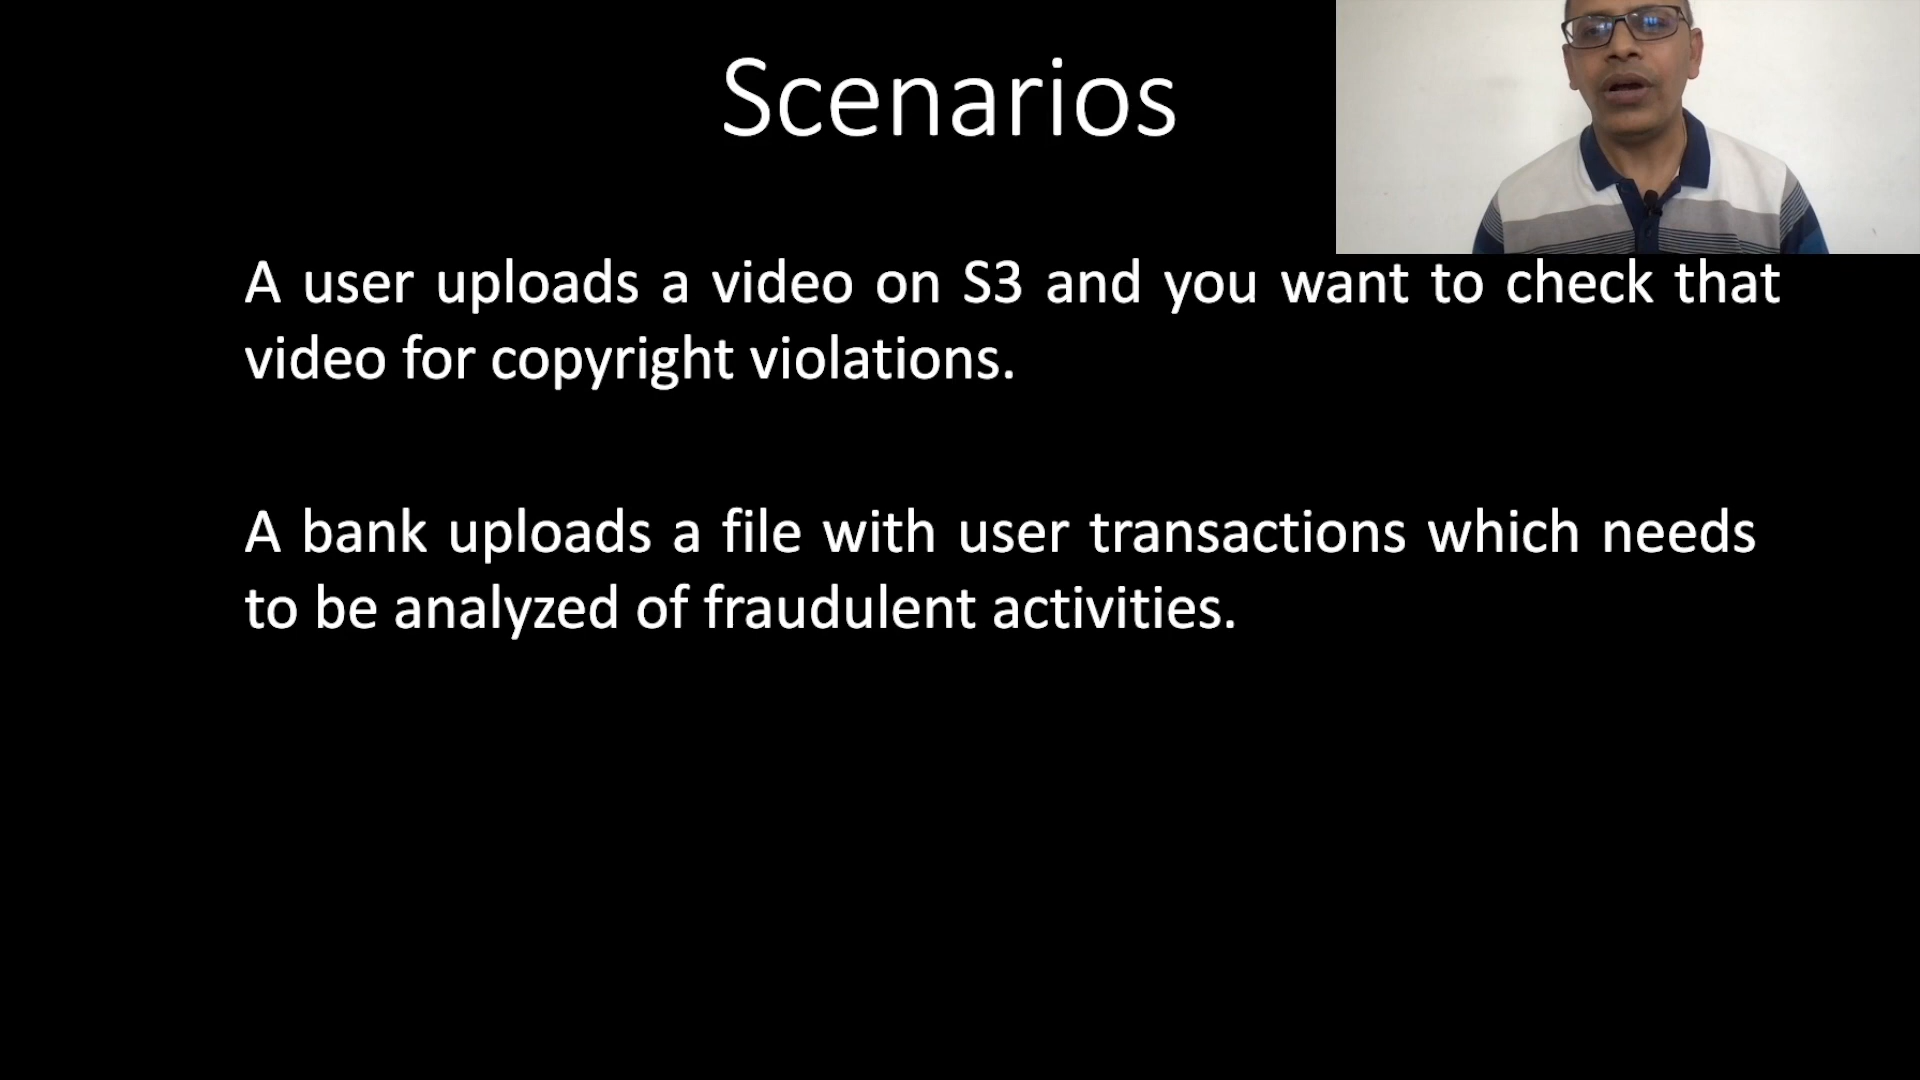 Scenarios
A user uploads a video on S3 and you want to check that
video for copyright violations.
A bank uploads a file with user transactions which needs
to be analyzed of fraudulent activities.